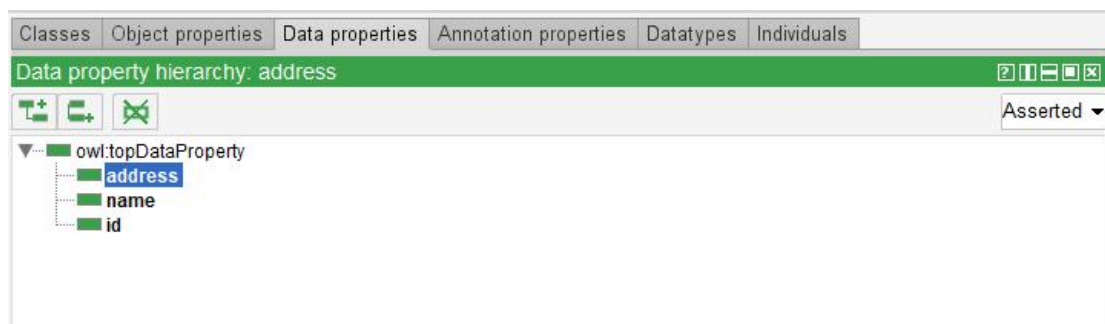 Classes Object properties Data properties Annotation properties Datatypes Individuals
Data property hierarchy: address
Asserted
owl:topDataProperty
address
name
id